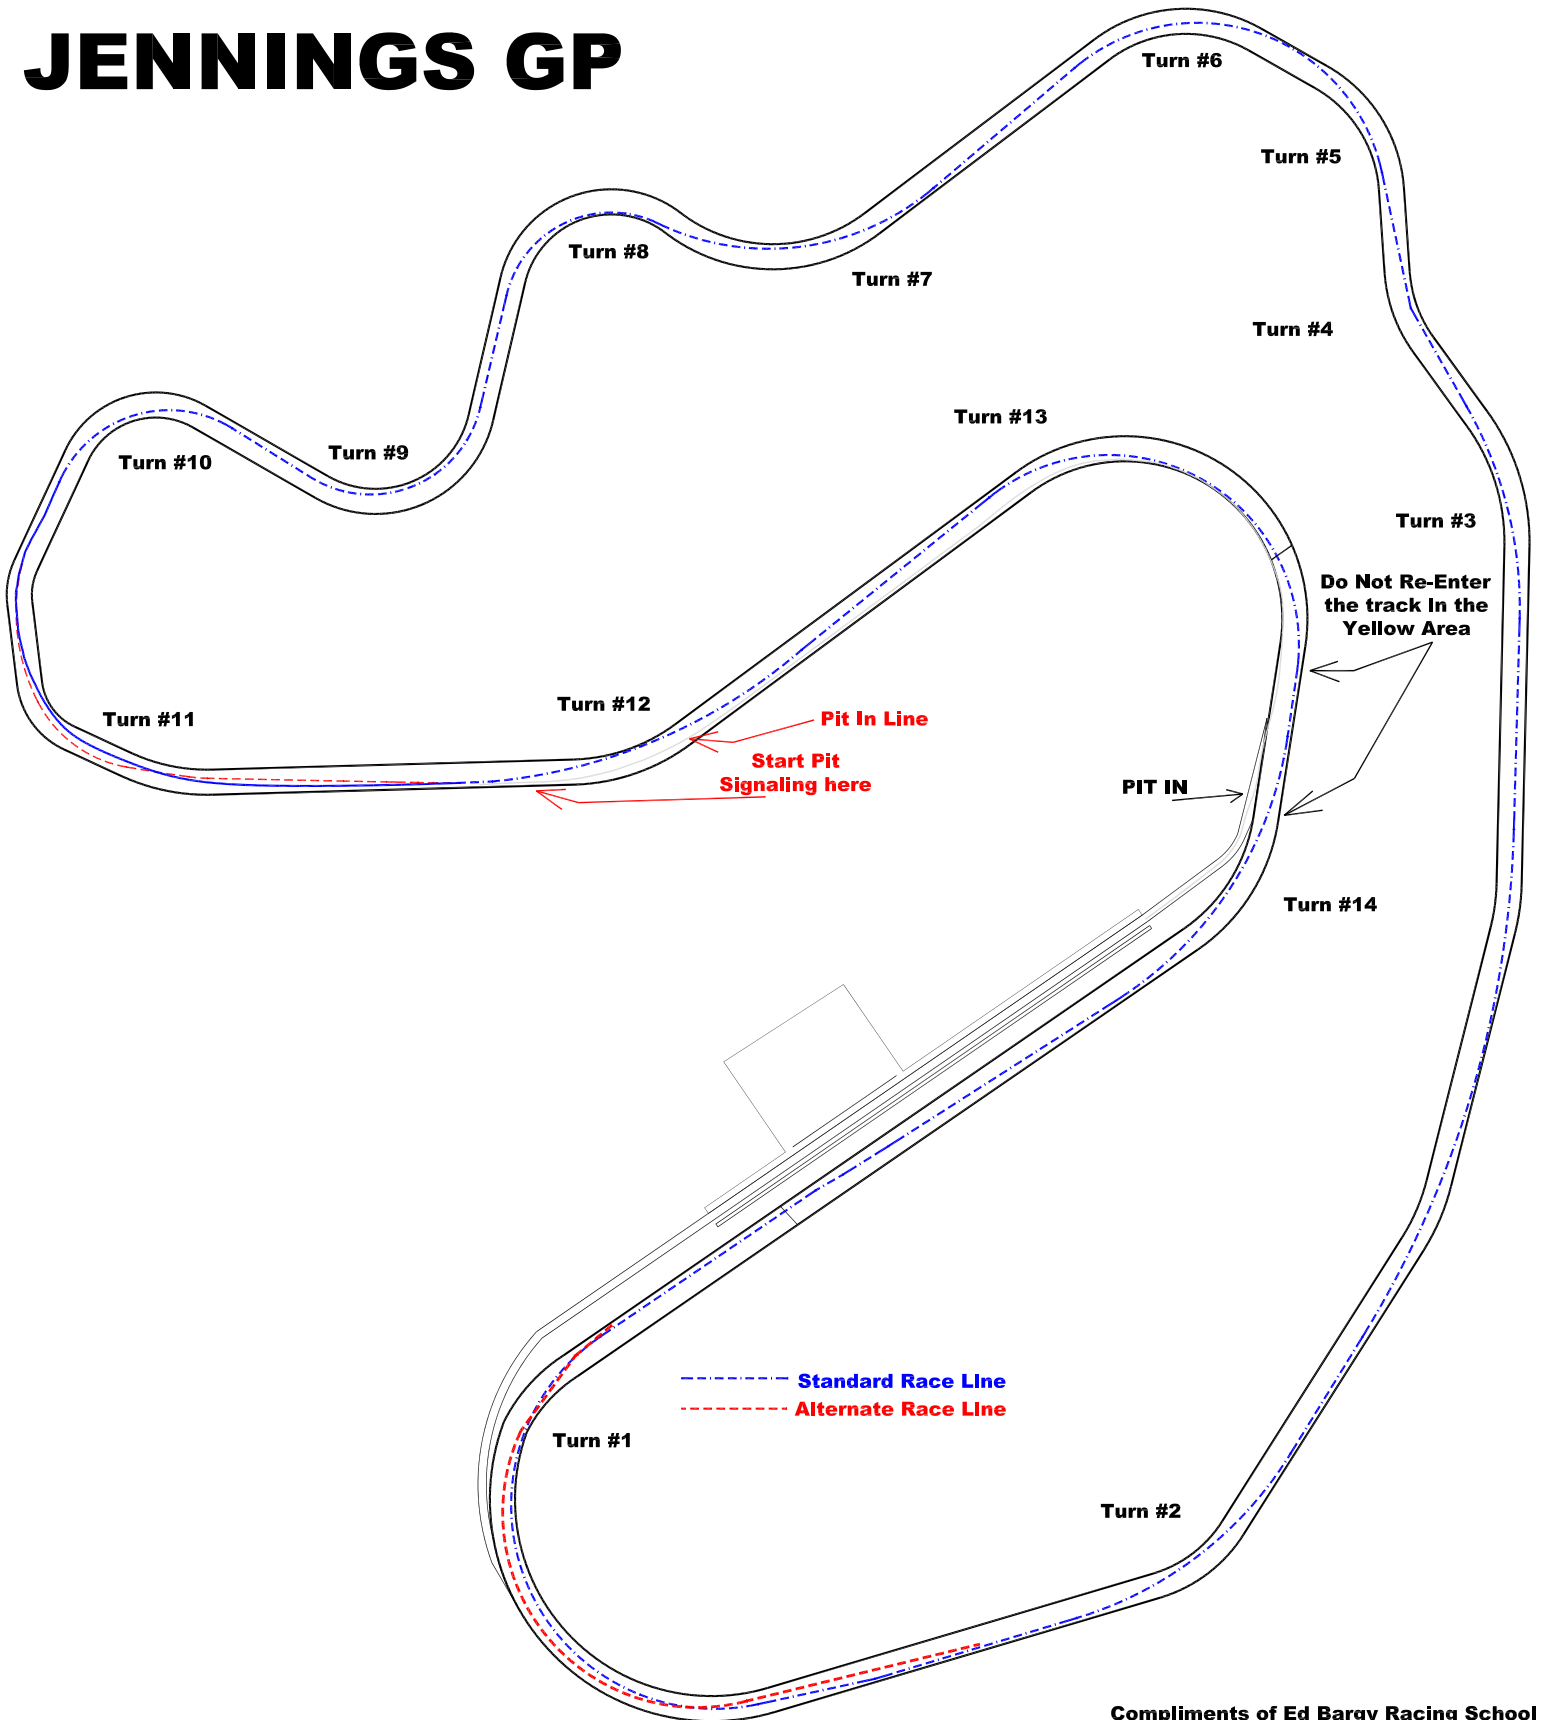 JENNINGS GP
Turn #6
Turn #5
Turn #8
Turn #7
Turn #4
Turn #13
Turn #9
Turn #10
Turn #3
Do Not Re-Enter
the track In the
Yellow Area
Turn #12
Turn #11
Pit In Line
Start Pit
Signaling here
PIT IN
Turn #14
Standard Race LIne
Alternate Race LIne
Turn #1
Turn #2
Compliments of Ed Bargy Racing School